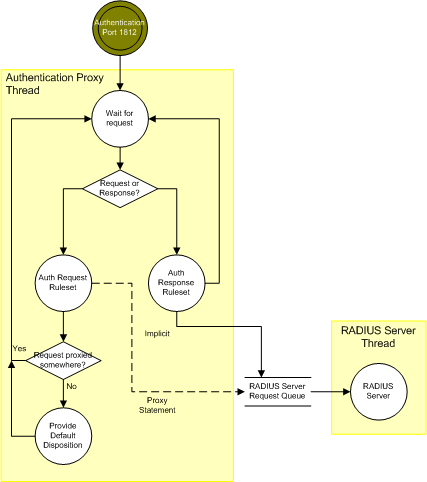 Authentication
Port 1812
Authentication Proxy
Thread
Wait for
request
Request or
Response?
Auth Request
Ruleset
Auth
Response
Ruleset
Implicit
RADIUS Server
Thread
Yes
Request proxied
somewhere?
No
Proxy
Statement
RADIUS Server
Request Queue
RADIUS
Server
Provide
Default
Disposition